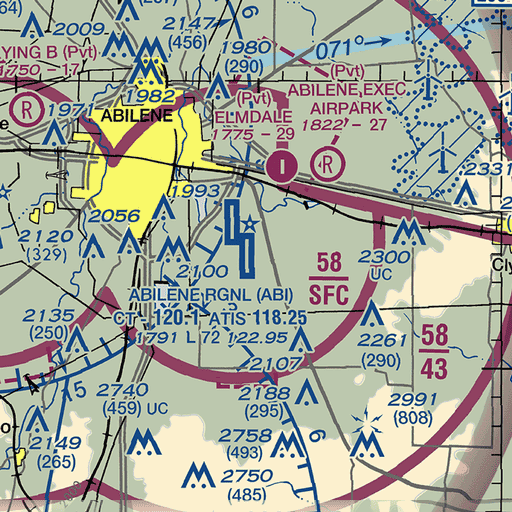 64
2009
2147
(456)
6
YING B (Pvt)
1750 - 17
1980
(290)
071°
R
1971
1982
ABILENE
(Pvt)
ELMDALE
1775 - 29
(Pvt)
ABILENE EXEC
AIRPARK
1822 - 27
I
R
2331
1993
2056
2120
(329)
2100
58
SFC
2300
UC
Cly
ABILENE RGNL (ABI)
CT - 120.1 ATIS 118.25
1791 L 72 122.95
2135
(250)
2107
2261
(290)
58
43
5
2740
(459) UC
2188
(295)
2991
(808)
o-
2149
(265)
2758
(493)
6
2750
(485)